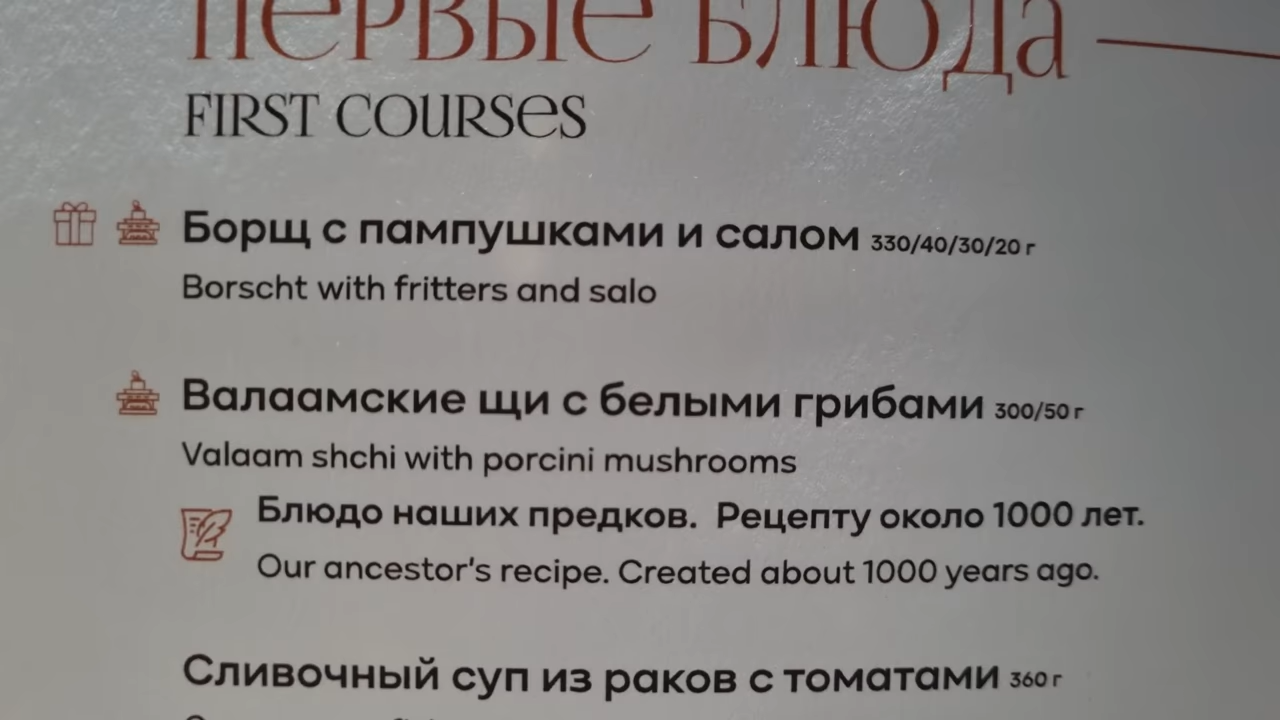 первые блюда
FIRST COURSES
Борщ с пампушками и салом 330/40/30/20 г
Borscht with fritters and salo
Валаамские щи с белыми грибами 300/50 г
Valaam shchi with porcini mushrooms
Блюдо наших предков. Рецепту около 1000 лет.
Our ancestor's recipe. Created about 1000 years ago.
Сливочный суп из раков с томатами 360 г